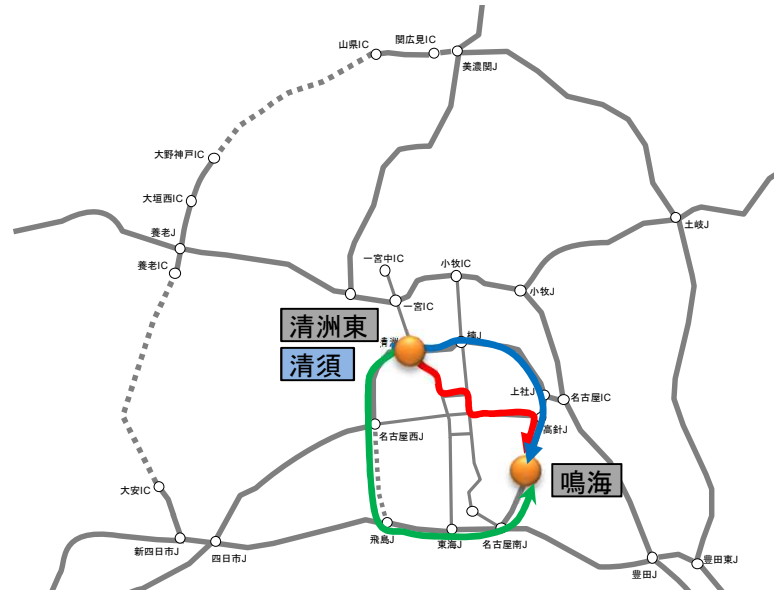 山県IC
関広見IC
美濃関J
大野神戸IC
大垣西IC
養老J
養老IC
土岐J
一宮中IC
小牧IC
小牧J
一宮IC
清洲東
清洲
楠J
清須
上社J
名古屋IC
高針J
名古屋西J
鳴海
大安IC
新四日市J
四日市J
飛島J
東海J
名古屋南J
豊田J
豊田東J